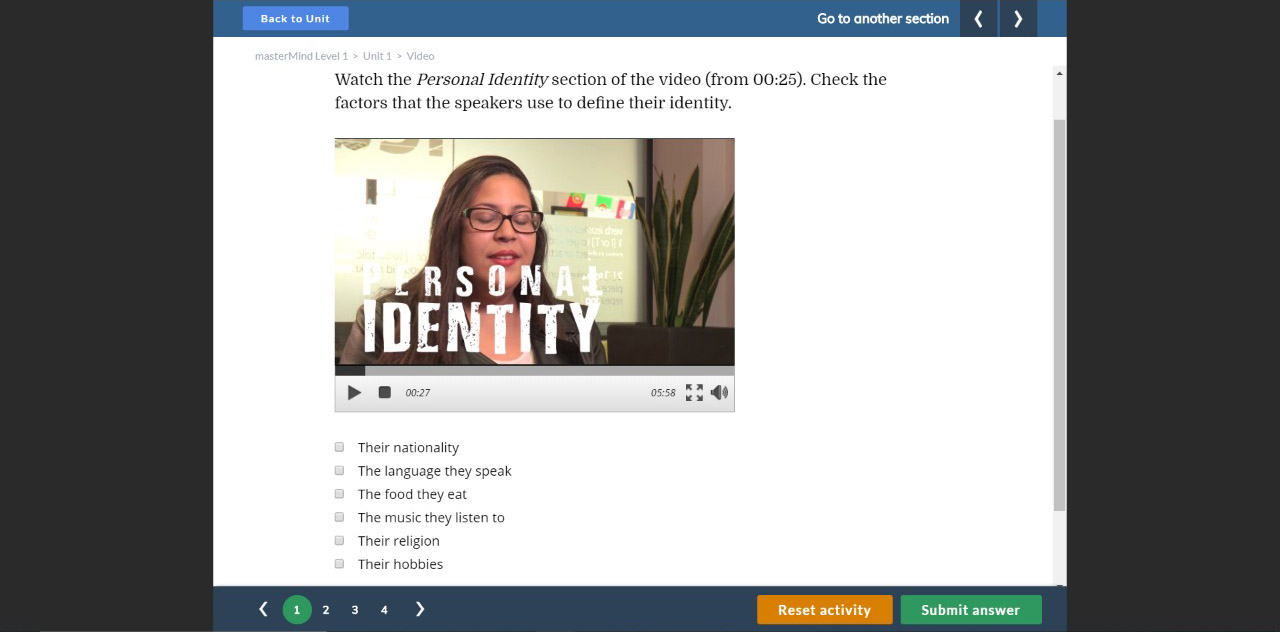 Back to Unit
Go to another section
masterMind Level 1 > Unit 1 > Video
Watch the Personal Identity section of the video (from 00:25). Check the
factors that the speakers use to define their identity.
PERSONAL
IDENTITY
00:27
05:58
Their nationality
The language they speak
The food they eat
The music they listen to
Their religion
Their hobbies
1 2 3 4
Reset activity
Submit answer